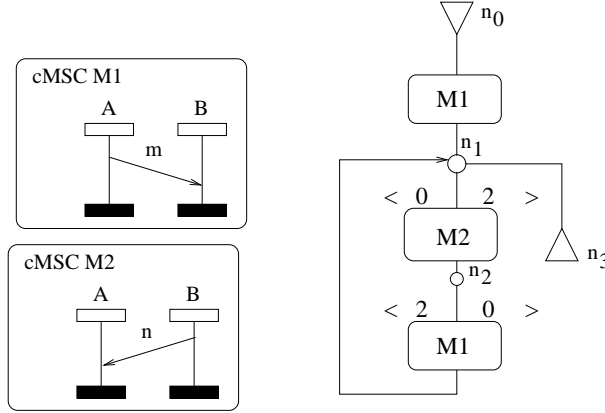 cMSC M1
A B
m
cMSC M2
A B
n
n0
M1
n1
< 0 2 >
M2
n2
n3
< 2 0 >
M1